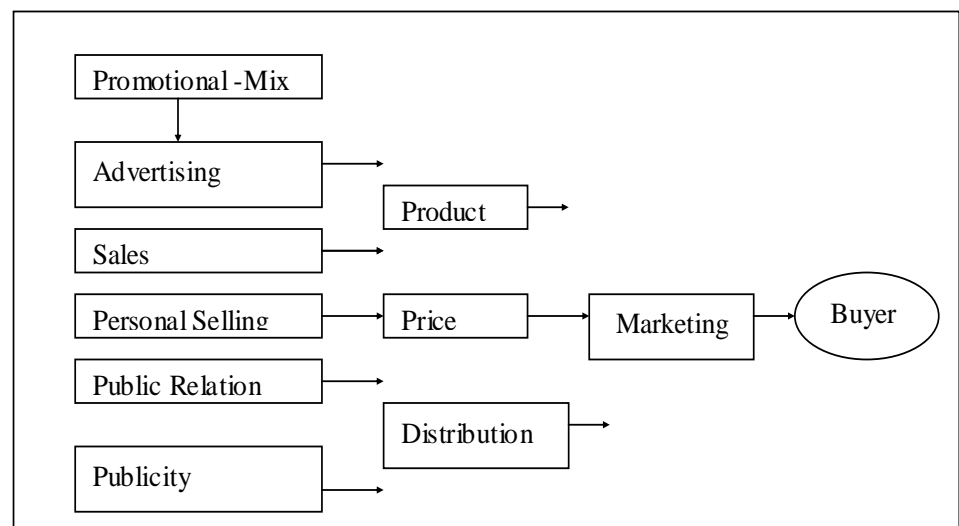 Promotional -Mix
Advertising
Product
Sales
Personal Selling
Price
Marketing
Buyer
Public Relation
Distribution
Publicity